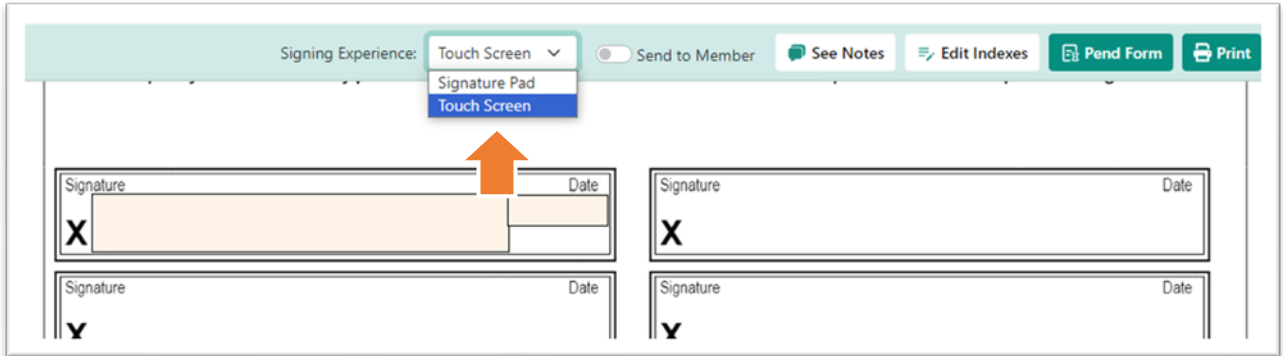 Signing Experience: Touch Screen Send to Member See Notes Edit Indexes Pend Form Print
Signature Pad
Touch Screen
Signature Date Signature Date
X X
Signature Date Signature Date
X X